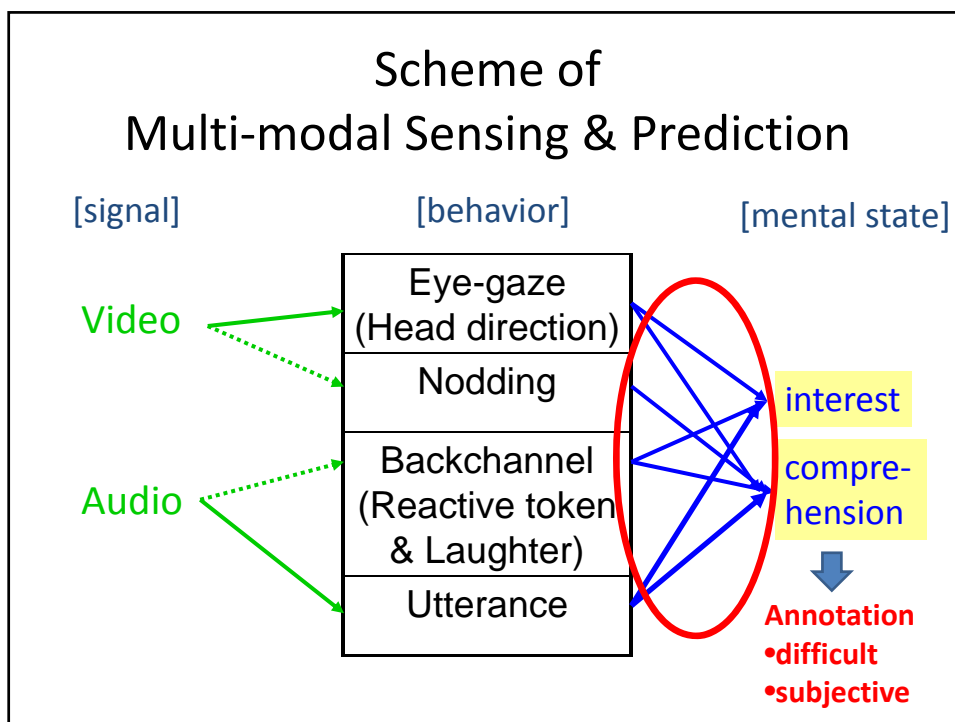 Scheme of
Multi-modal Sensing & Prediction
[signal]
[behavior]
[mental state]
Video
Audio
Eye-gaze
(Head direction)
Nodding
Backchannel
(Reactive token
& Laughter)
Utterance
interest
compre-
hension
Annotation
•difficult
•subjective